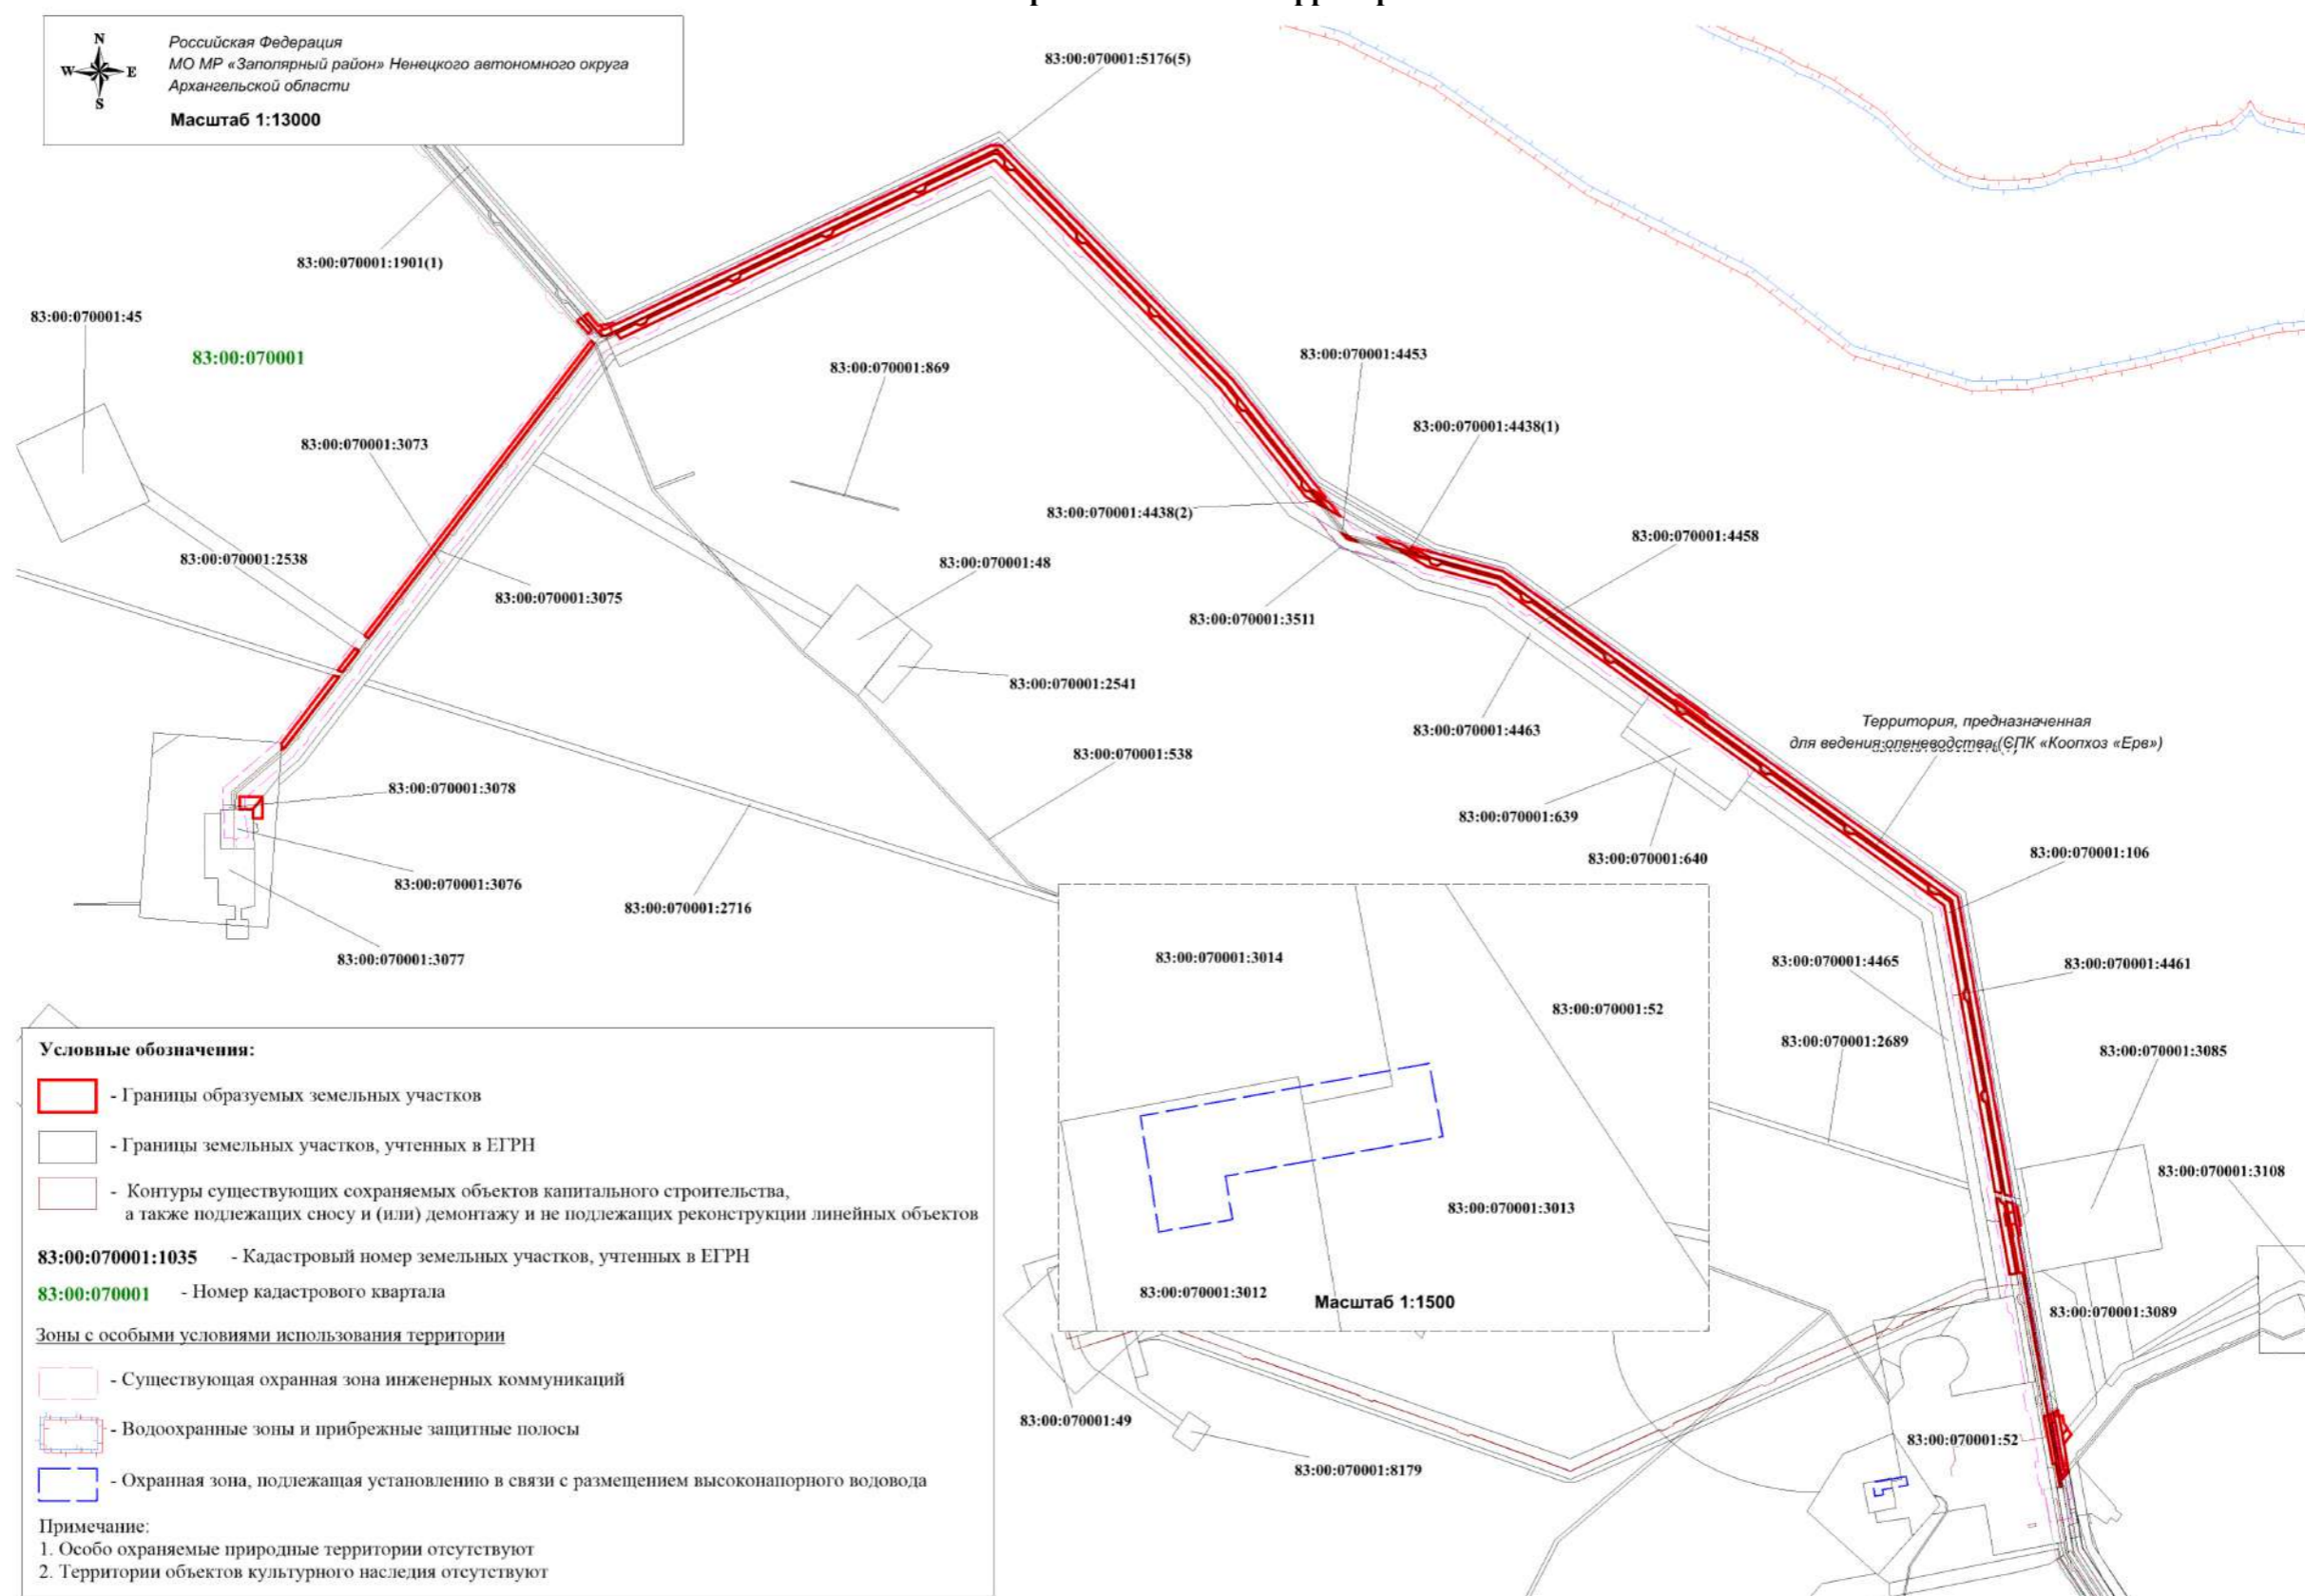 N
W E
S
Российская Федерация
МО МР «Заполярный район» Ненецкого автономного округа
Архангельской области
Масштаб 1:13000
83:00:070001:5176(5)
83:00:070001:1901(1)
83:00:070001:45
83:00:070001
83:00:070001:869
83:00:070001:4453
83:00:070001:3073
83:00:070001:4438(1)
83:00:070001:4438(2)
83:00:070001:4458
83:00:070001:2538
83:00:070001:48
83:00:070001:3075
83:00:070001:3511
83:00:070001:2541
83:00:070001:4463
Территория, предназначенная
для ведения оленеводства (СПК «Коопхоз «Ерв»)
83:00:070001:538
83:00:070001:3078
83:00:070001:639
83:00:070001:640
83:00:070001:106
83:00:070001:3076
83:00:070001:2716
83:00:070001:3077
83:00:070001:3014
83:00:070001:4465
83:00:070001:4461
83:00:070001:52
83:00:070001:2689
83:00:070001:3085
83:00:070001:3108
83:00:070001:3013
83:00:070001:3012
Масштаб 1:1500
83:00:070001:3089
83:00:070001:49
83:00:070001:52
83:00:070001:8179
Условные обозначения:
- Границы образуемых земельных участков
- Границы земельных участков, учтенных в ЕГРН
- Контуры существующих сохраняемых объектов капитального строительства,
а также подлежащих сносу и (или) демонтажу и не подлежащих реконструкции линейных объектов
83:00:070001:1035 - Кадастровый номер земельных участков, учтенных в ЕГРН
83:00:070001 - Номер кадастрового квартала
Зоны с особыми условиями использования территории
- Существующая охранная зона инженерных коммуникаций
- Водоохранные зоны и прибрежные защитные полосы
- Охранная зона, подлежащая установлению в связи с размещением высоконапорного водовода
Примечание:
1. Особо охраняемые природные территории отсутствуют
2. Территории объектов культурного наследия отсутствуют